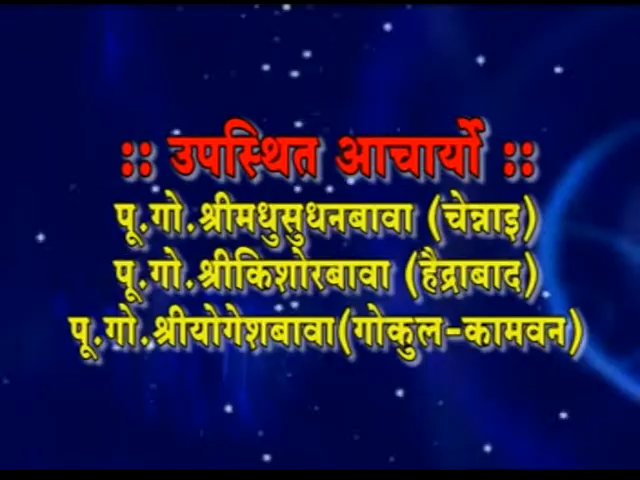 :: उपस्थित आचार्यो ::
पू.गो.श्रीमधुसुधनबावा (चेन्नाइ)
पू.गो.श्रीकिशोरबावा (हैद्राबाद)
पू.गो.श्रीयोगेशबावा(गोकुल-कामवन)